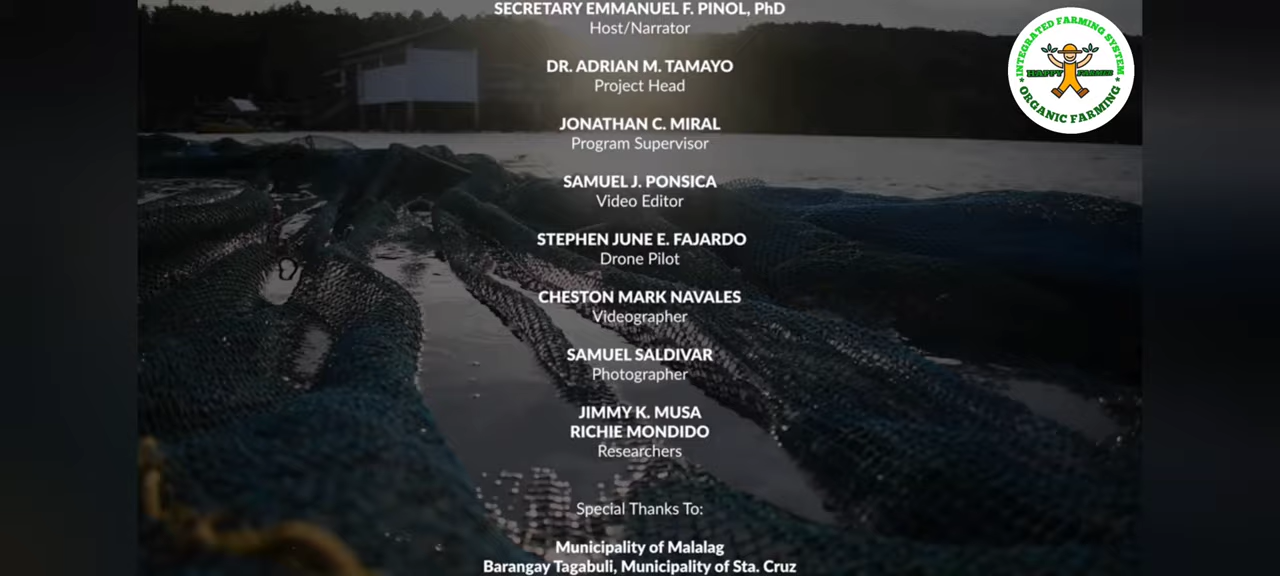 SECRETARY EMMANUEL F. PINOL, PhD
Host/Narrator
DR. ADRIAN M. TAMAYO
Project Head
JONATHAN C. MIRAL
Program Supervisor
SAMUEL J. PONSICA
Video Editor
STEPHEN JUNE E. FAJARDO
Drone Pilot
CHESTON MARK NAVALES
Videographer
SAMUEL SALDIVAR
Photographer
JIMMY K. MUSA
RICHIE MONDIDO
Researchers
Special Thanks To:
Municipality of Malalag
Barangay Tagabuli, Municipality of Sta. Cruz
INTEGRATED FARMING SYSTEM
HAPPY FARMER
ORGANIC FARMING